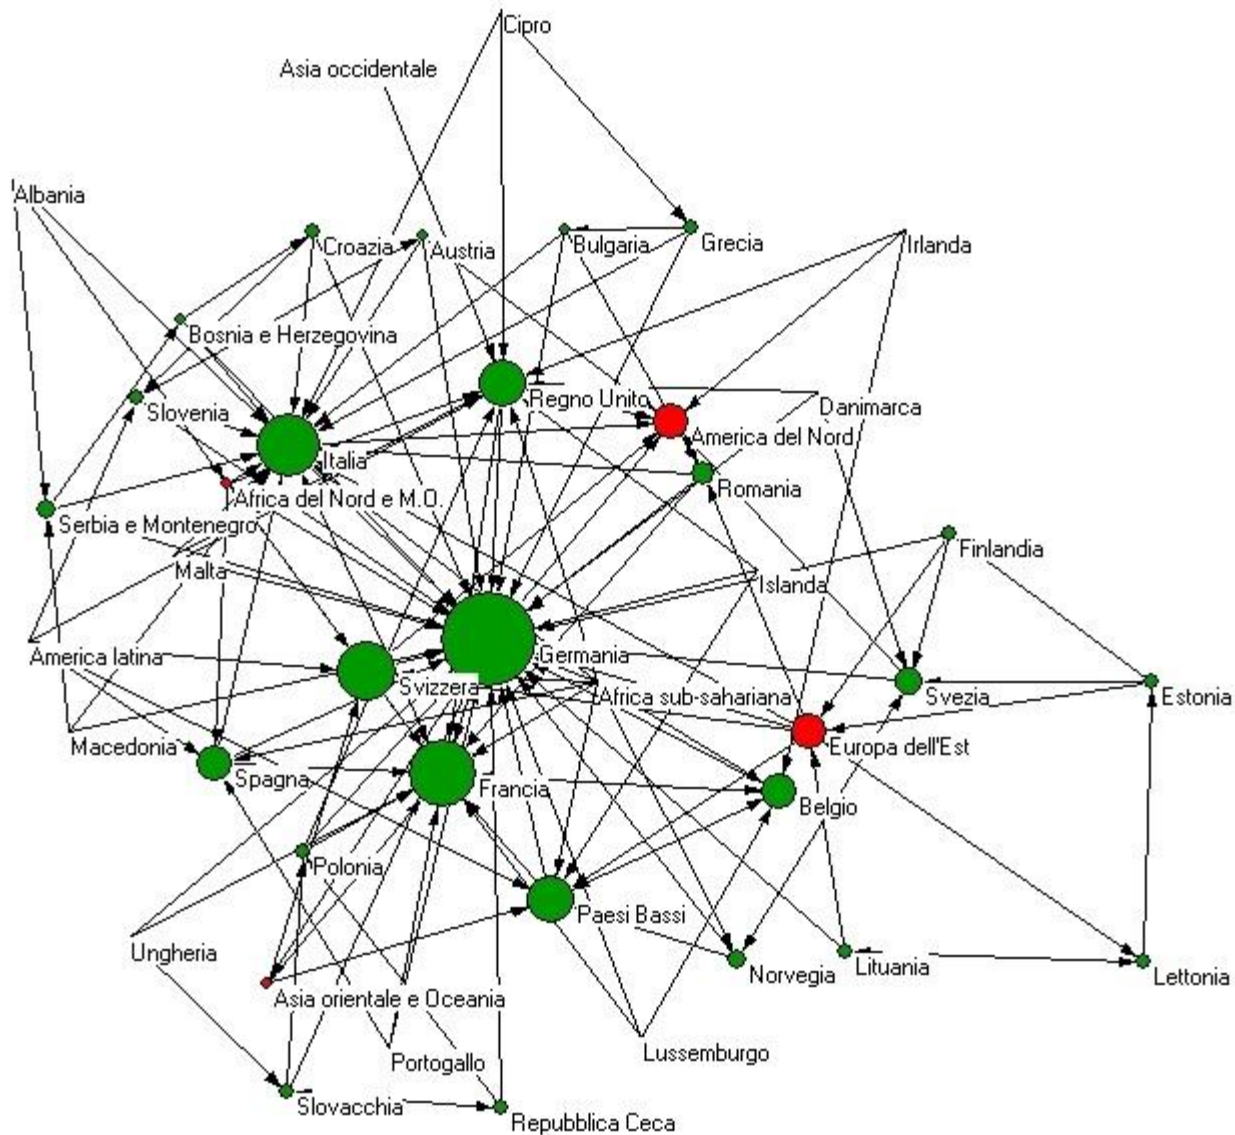 Cipro
Asia occidentale
Albania
Croazia
Austria
Bulgaria
Grecia
Irlanda
Bosnia e Herzegovina
Slovenia
Regno Unito
Danimarca
America del Nord
Italia
Romania
Africa del Nord e M.O.
Serbia e Montenegro
Finlandia
Malta
Islanda
America latina
Germania
Svizzera
Africa sub-sahariana
Svezia
Estonia
Macedonia
Europa dell'Est
Spagna
Francia
Belgio
Polonia
Paesi Bassi
Ungheria
Norvegia
Lituania
Lettonia
Asia orientale e Oceania
Portogallo
Lussemburgo
Slovacchia
Repubblica Ceca